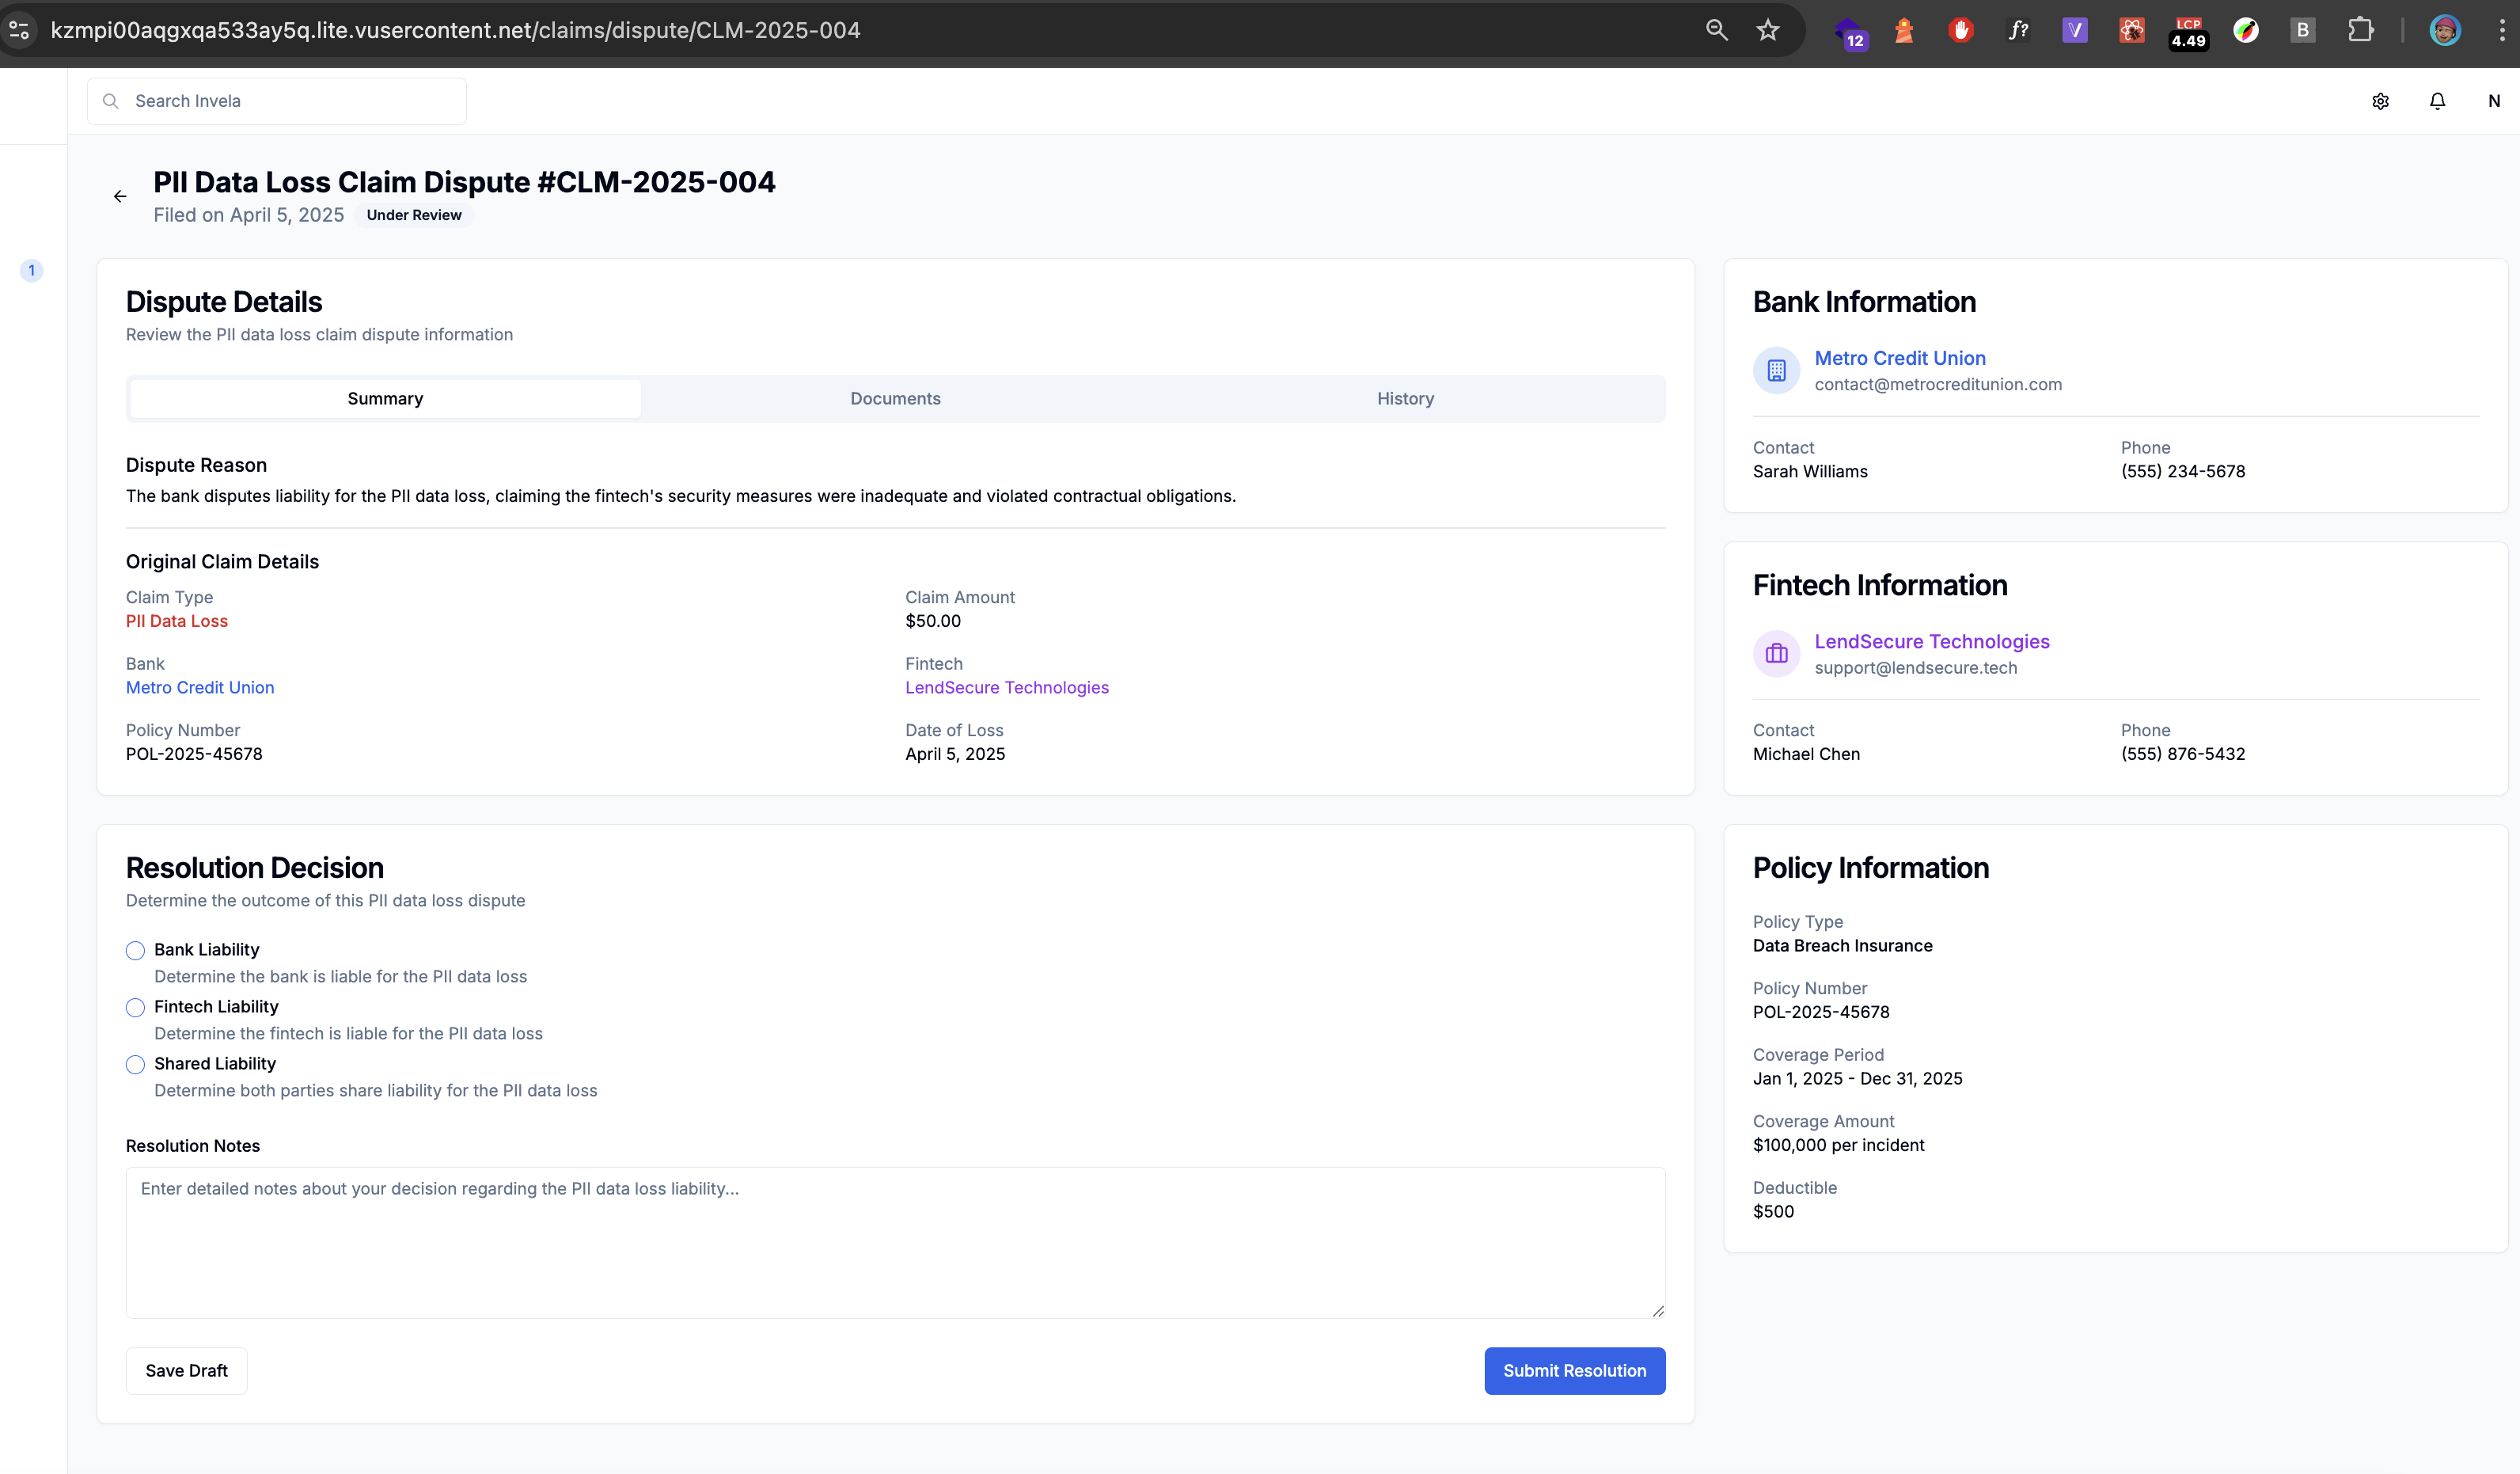 kzmpi00aqgxqa533ay5q.lite.vusercontent.net/claims/dispute/CLM-2025-004
12
f?
V
LCP
4.49
B
Search Invela
N
PII Data Loss Claim Dispute #CLM-2025-004
Filed on April 5, 2025 Under Review
1
Dispute Details
Review the PII data loss claim dispute information
Summary Documents History
Dispute Reason
The bank disputes liability for the PII data loss, claiming the fintech's security measures were inadequate and violated contractual obligations.
Original Claim Details
Claim Type
PII Data Loss
Claim Amount
$50.00
Bank
Metro Credit Union
Fintech
LendSecure Technologies
Policy Number
POL-2025-45678
Date of Loss
April 5, 2025
Resolution Decision
Determine the outcome of this PII data loss dispute
Bank Liability
Determine the bank is liable for the PII data loss
Fintech Liability
Determine the fintech is liable for the PII data loss
Shared Liability
Determine both parties share liability for the PII data loss
Resolution Notes
Enter detailed notes about your decision regarding the PII data loss liability...
Save Draft
Submit Resolution
Bank Information
Metro Credit Union
contact@metrocreditunion.com
Contact
Sarah Williams
Phone
(555) 234-5678
Fintech Information
LendSecure Technologies
support@lendsecure.tech
Contact
Michael Chen
Phone
(555) 876-5432
Policy Information
Policy Type
Data Breach Insurance
Policy Number
POL-2025-45678
Coverage Period
Jan 1, 2025 - Dec 31, 2025
Coverage Amount
$100,000 per incident
Deductible
$500